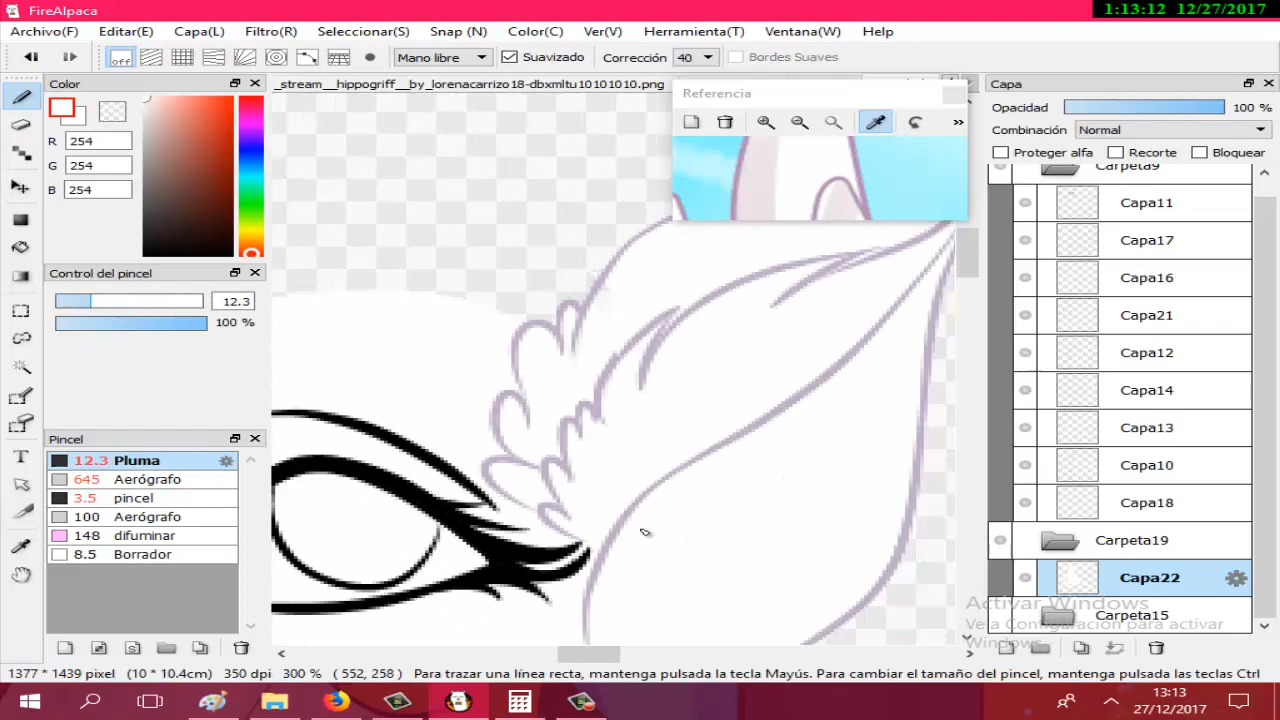 FireAlpaca
1:13:12 12/27/2017
Archivo(F) Editar(E) Capa(L) Filtro(R) Seleccionar(S) Snap (N) Color(C) Ver(V) Herramienta(T) Ventana(W) Help
off Mano libre Suavizado Corrección 40 Bordes Suaves
Color
_stream__hippogriff__by_lorenacarrizo18-dbxmltu10101010.png
Referencia
Capa
R 254
G 254
B 254
Opacidad 100 %
Combinación Normal
Proteger alfa Recorte Bloquear
Carpeta9
Capa11
Capa17
Capa16
Capa21
Capa12
Capa14
Capa13
Capa10
Capa18
Carpeta19
Capa22
Carpeta15
Control del pincel
12.3
100 %
Pincel
12.3 Pluma
645 Aerógrafo
3.5 pincel
100 Aerógrafo
148 difuminar
8.5 Borrador
Activar Windows
Ve a Configuración para activar
Windows.
1377 * 1439 pixel (10 * 10.4cm) 350 dpi 300 % (552, 258) Para trazar una línea recta, mantenga pulsada la tecla Mayús. Para cambiar el tamaño del pincel, mantenga pulsada las teclas Ctrl
13:13
27/12/2017